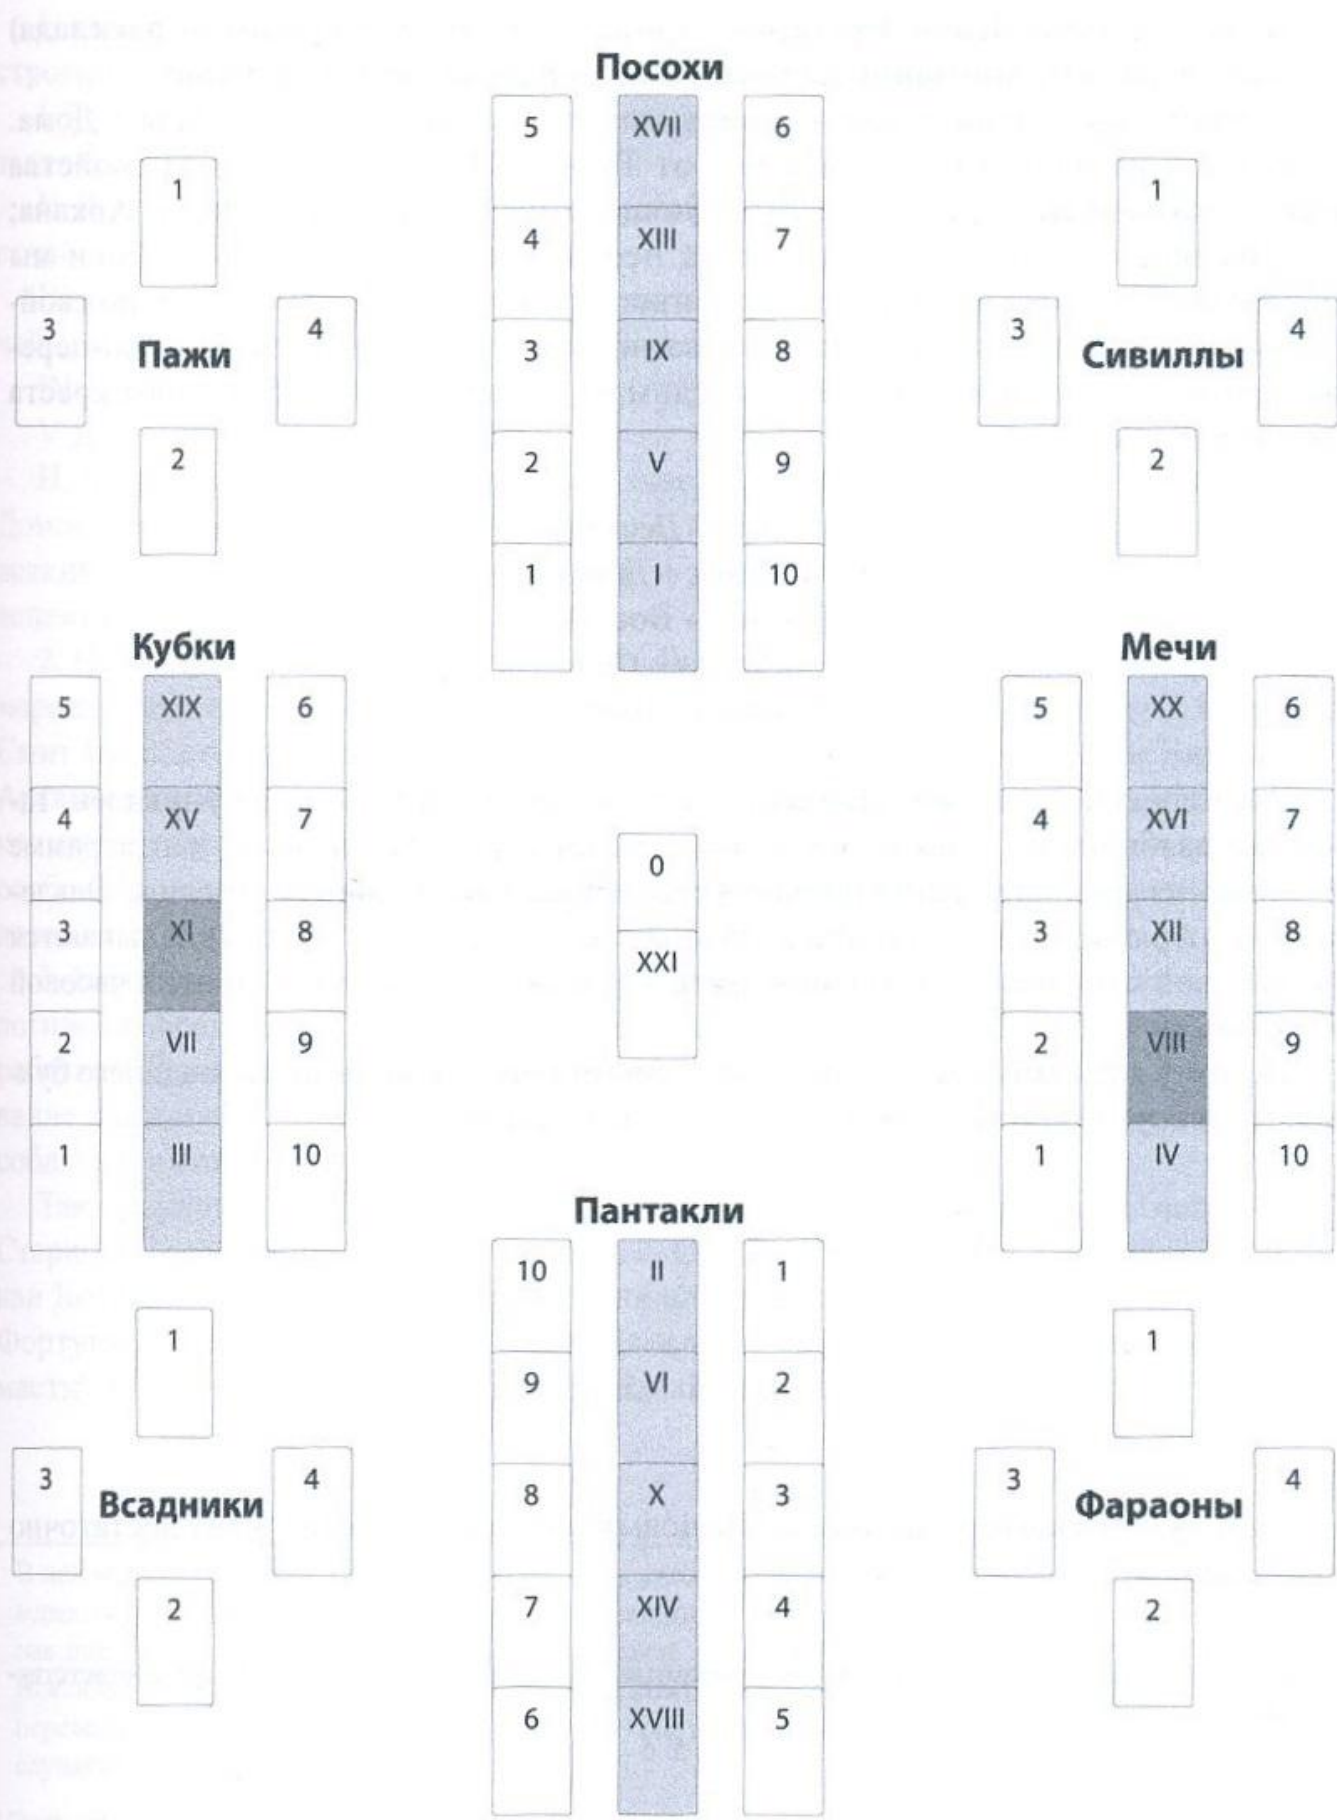 Посохи
5 XVII 6
4 XIII 7
3 IX 8
2 V 9
1 I 10
1
3 Пажи 4
2
1
3 Сивиллы 4
2
Кубки
5 XIX 6
4 XV 7
3 XI 8
2 VII 9
1 III 10
0
XXI
Мечи
5 XX 6
4 XVI 7
3 XII 8
2 VIII 9
1 IV 10
Пантакли
10 II 1
9 VI 2
8 X 3
7 XIV 4
6 XVIII 5
1
3 Всадники 4
2
1
3 Фараоны 4
2